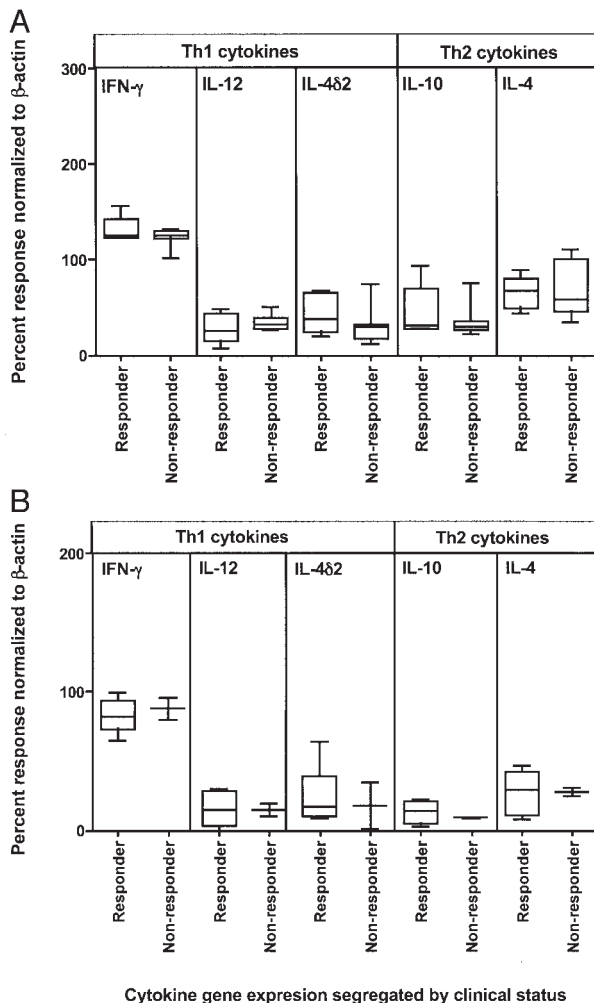 A
Th1 cytokines
Th2 cytokines
Percent response normalized to β-actin
300
200
100
0
IFN-γ
IL-12
IL-4δ2
IL-10
IL-4
Responder
Non-responder
Responder
Non-responder
Responder
Non-responder
Responder
Non-responder
Responder
Non-responder
B
Th1 cytokines
Th2 cytokines
Percent response normalized to β-actin
200
100
0
IFN-γ
IL-12
IL-4δ2
IL-10
IL-4
Responder
Non-responder
Responder
Non-responder
Responder
Non-responder
Responder
Non-responder
Responder
Non-responder
Cytokine gene expresion segregated by clinical status